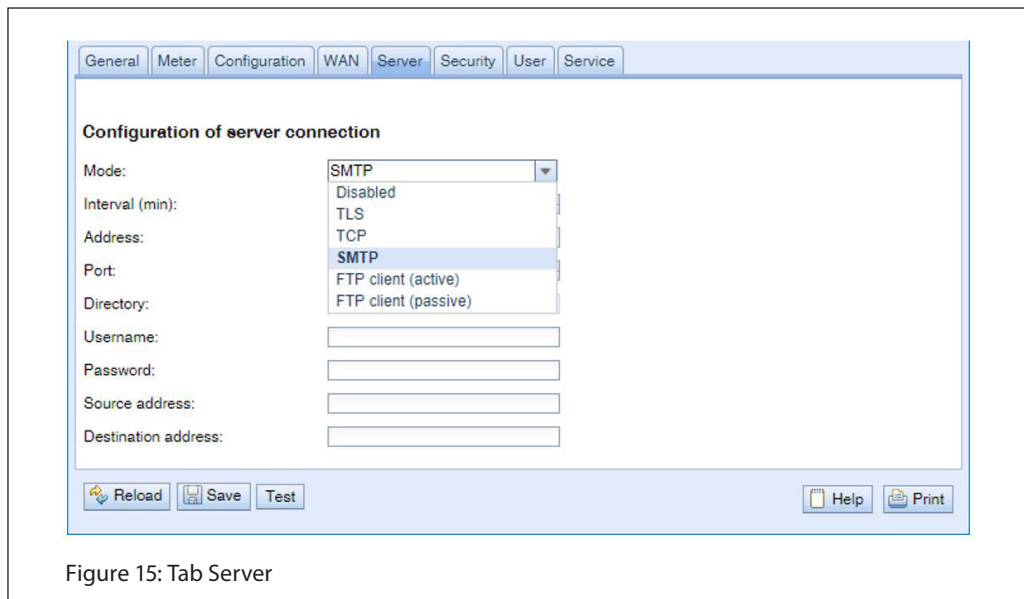 General Meter Configuration WAN Server Security User Service
Configuration of server connection
Mode: SMTP
Disabled
Interval (min):
TLS
Address: TCP
SMTP
Port:
FTP client (active)
Directory: FTP client (passive)
Username:
Password:
Source address:
Destination address:
Reload Save Test Help Print
Figure 15: Tab Server